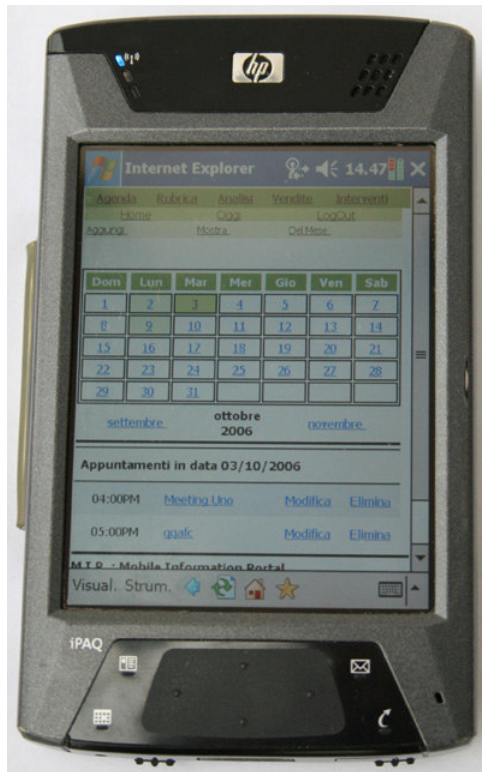 hp
Internet Explorer 14.47
Agenda Rubrica Analisi Vendite Interventi
Home Oggi LogOut
Aggiungi Mostra Del Mese
Dom Lun Mar Mer Gio Ven Sab
1 2 3 4 5 6 7
8 9 10 11 12 13 14
15 16 17 18 19 20 21
22 23 24 25 26 27 28
29 30 31
settembre ottobre novembre
2006
Appuntamenti in data 03/10/2006
04:00PM Meeting Uno Modifica Elimina
05:00PM Modifica Elimina
M.I.P. : Mobile Information Portal
Visual. Strum.
iPAQ